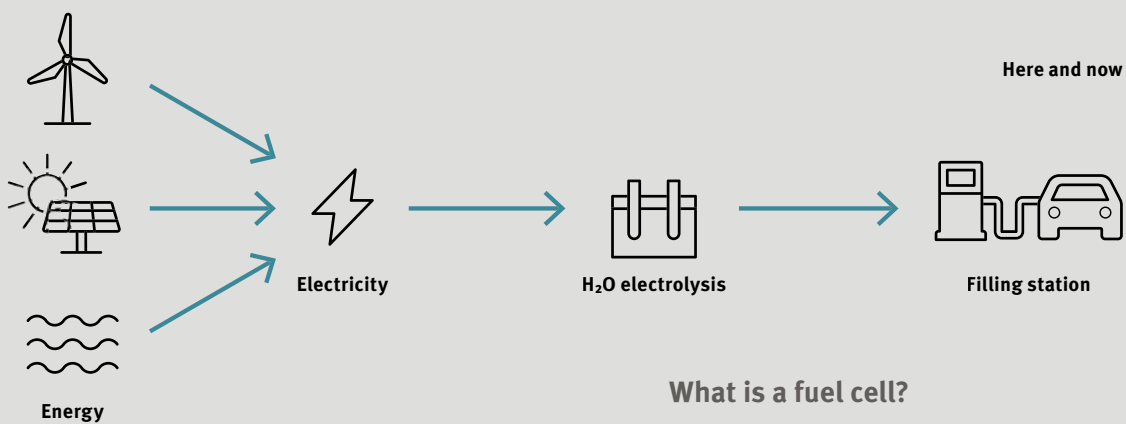 Here and now
Electricity
H₂O electrolysis
Filling station
What is a fuel cell?
Energy